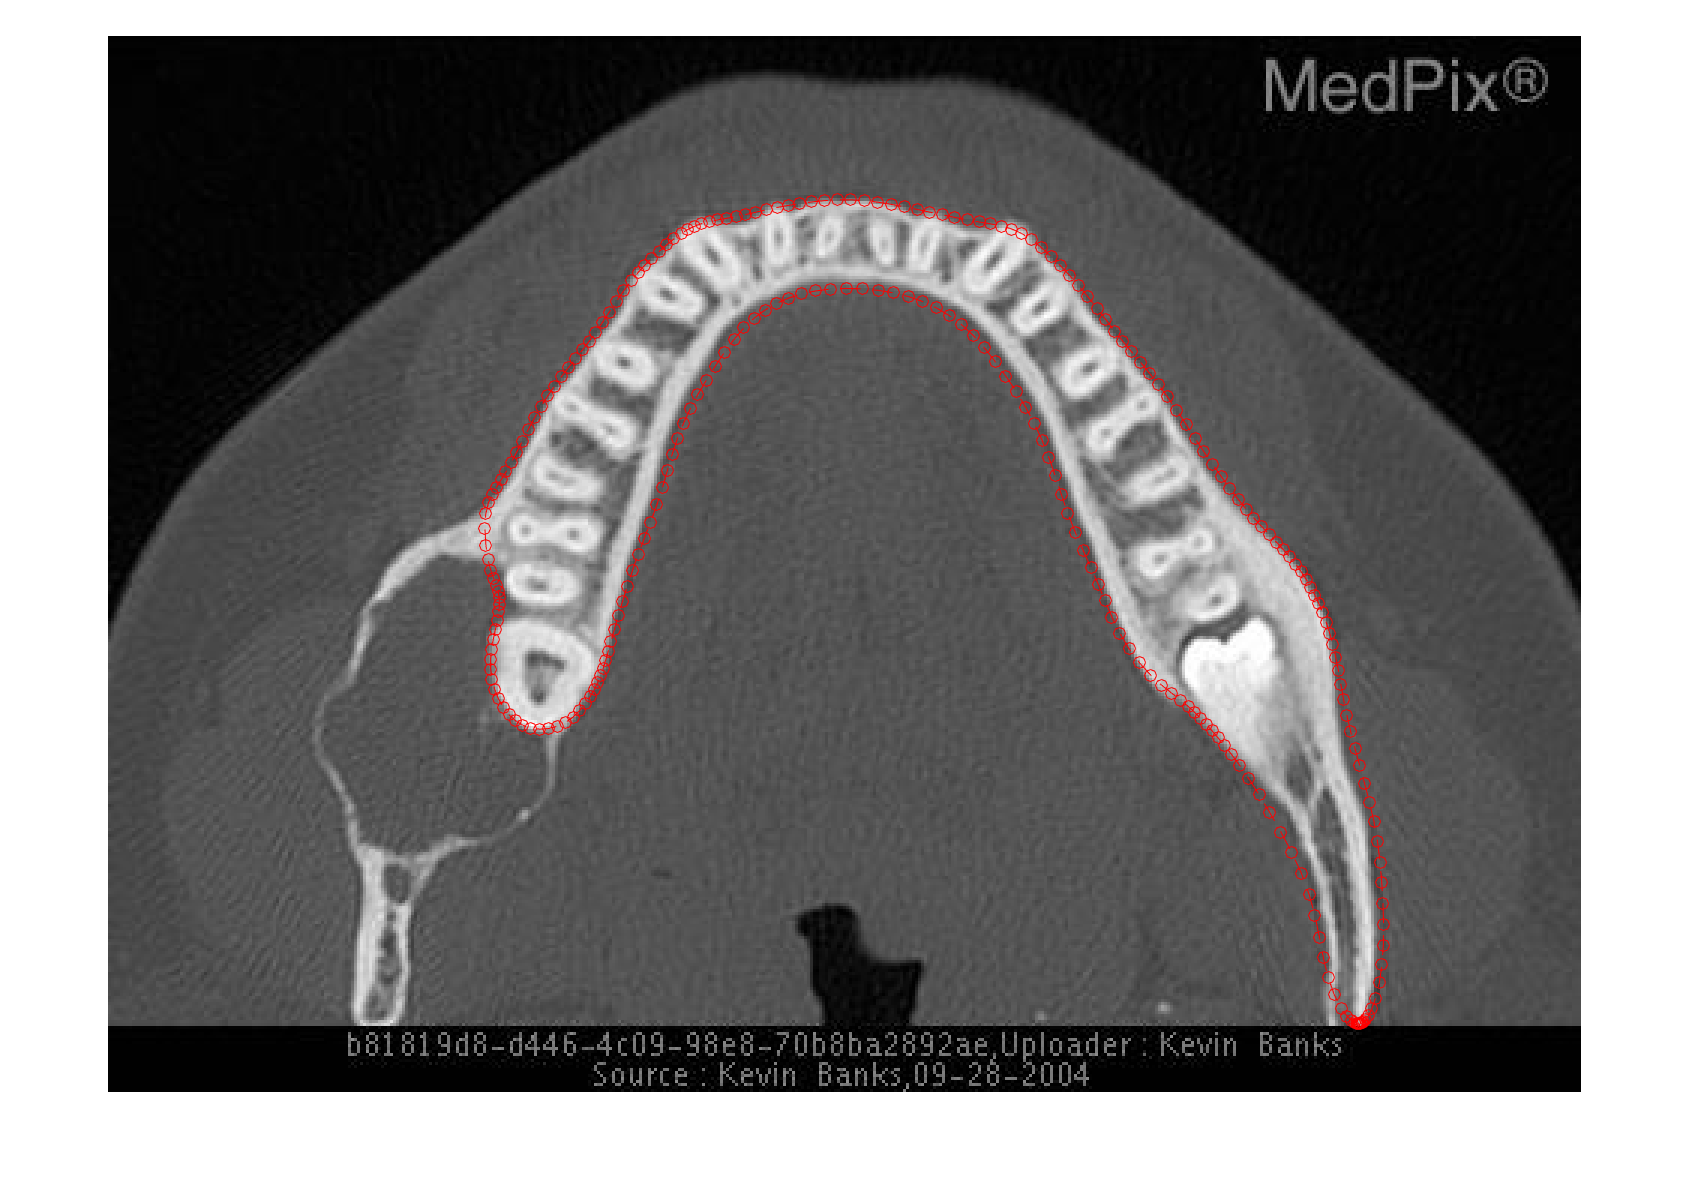 MedPix®
b81819d8-d446-4c09-98e8-70b8ba2892ae,Uploader : Kevin Banks
Source : Kevin Banks,09-28-2004